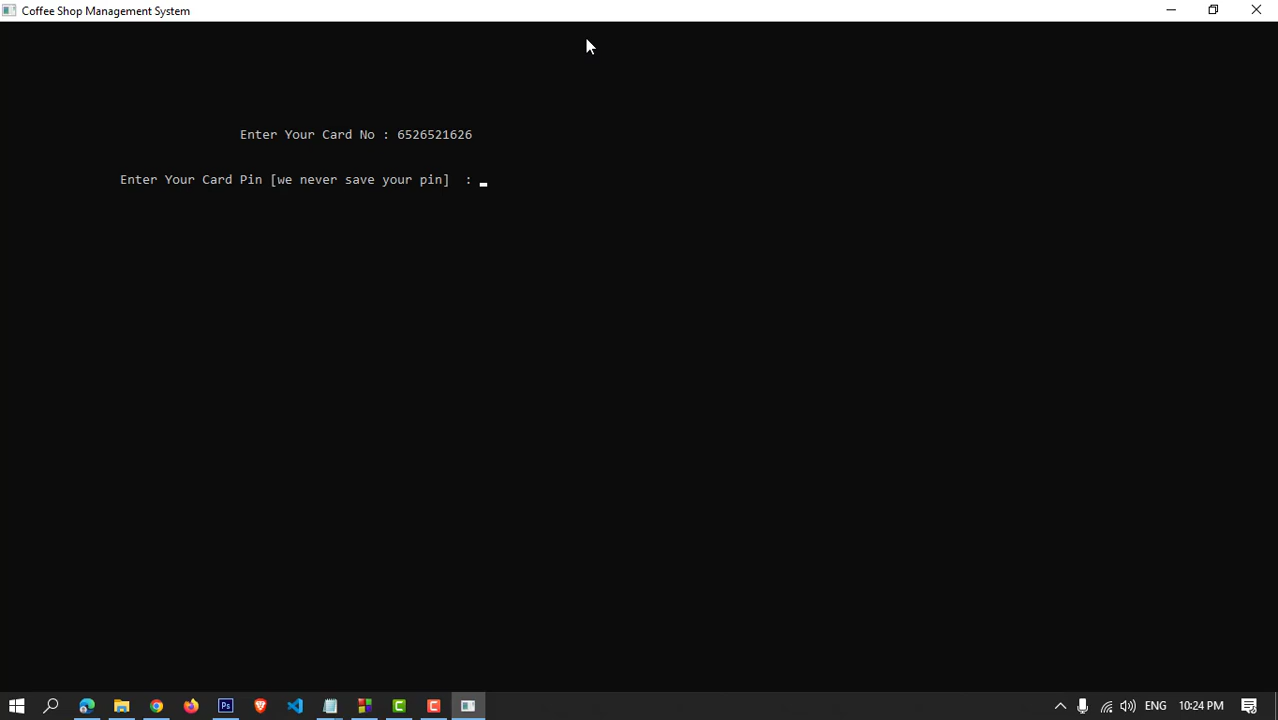 Coffee Shop Management System
Enter Your Card No : 6526521626
Enter Your Card Pin [we never save your pin]  :
Ps
ENG
10:24 PM